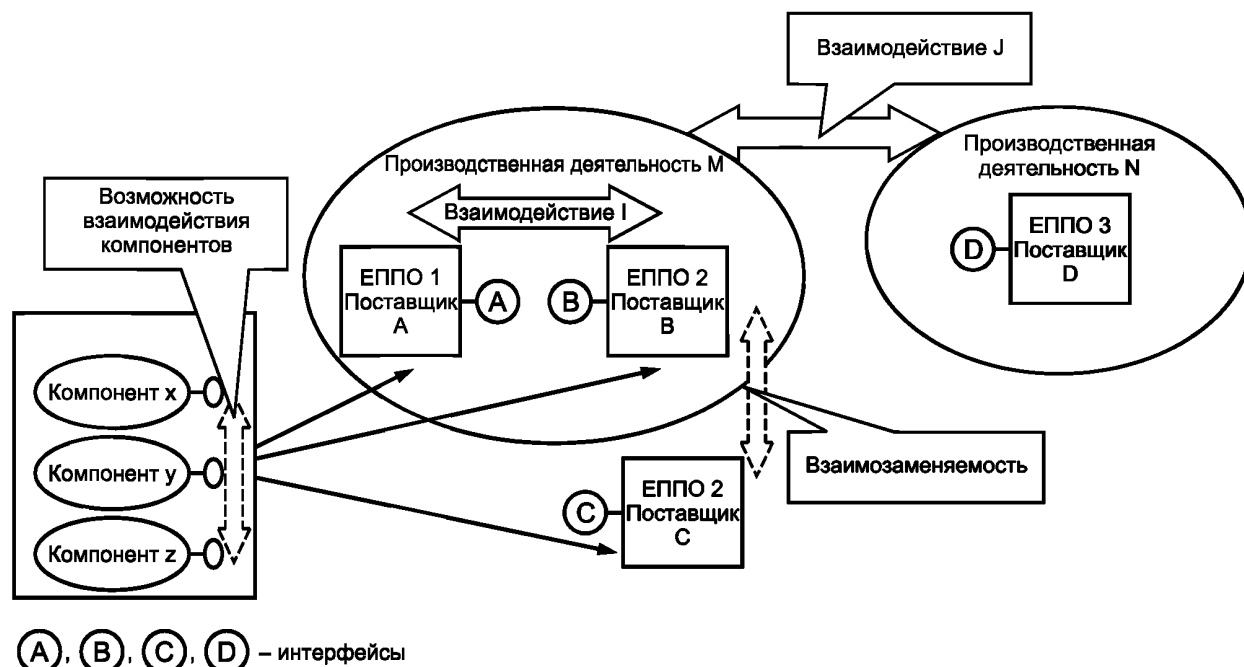 Взаимодействие J
Производственная деятельность M
Производственная
деятельность N
Возможность
взаимодействия
компонентов
Взаимодействие I
ЕППО 1
Поставщик
A
A
B
ЕППО 2
Поставщик
B
D
ЕППО 3
Поставщик
D
Компонент x
Компонент y
Компонент z
Взаимозаменяемость
C
ЕППО 2
Поставщик
C
A, B, C, D – интерфейсы